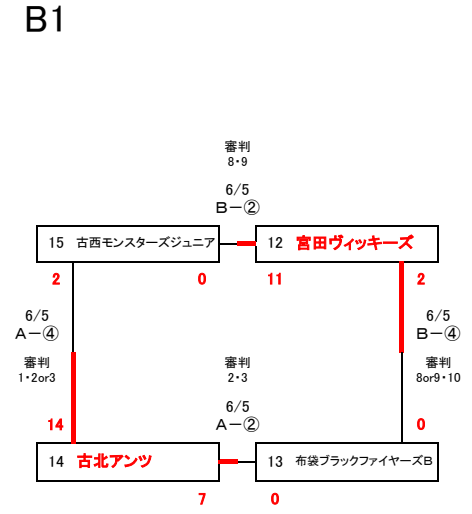 B1
審判
8・9
6/5
B-②
15 古西モンスターズジュニア
12 宮田ヴィッキーズ
2
0
11
2
6/5
A-④
審判
1・2or3
6/5
B-④
審判
8or9・10
審判
2・3
6/5
A-②
14
0
14 古北アンツ
13 布袋ブラックファイヤーズB
7
0